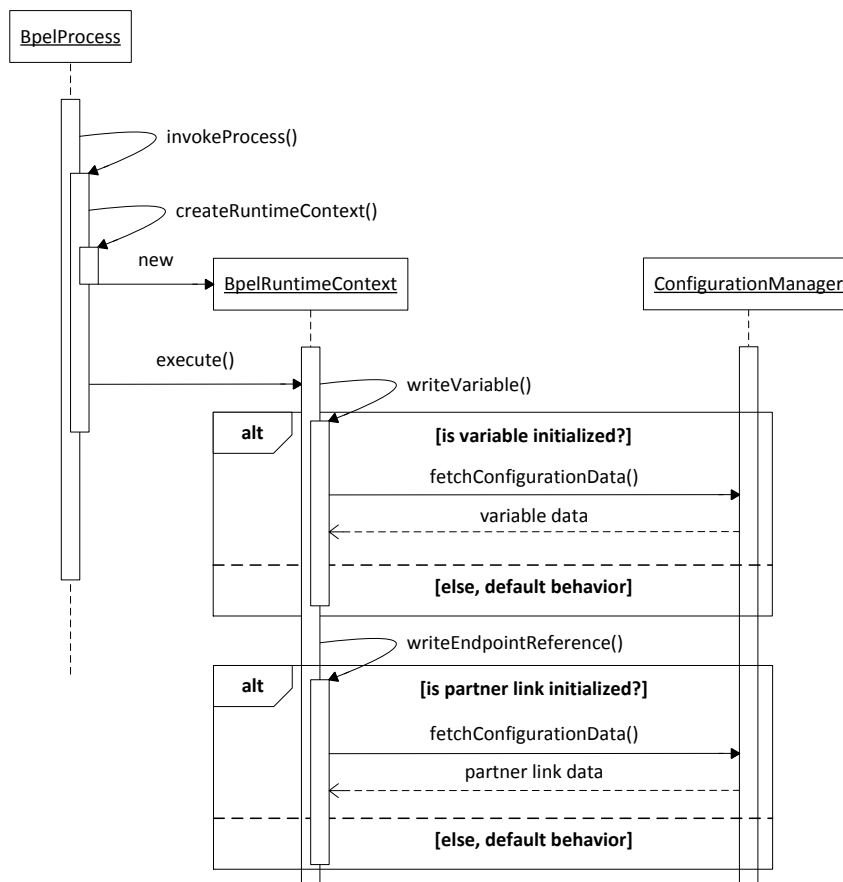 BpelProcess
invokeProcess()
createRuntimeContext()
new
BpelRuntimeContext
ConfigurationManager
execute()
writeVariable()
alt
[is variable initialized?]
fetchConfigurationData()
variable data
[else, default behavior]
writeEndpointReference()
alt
[is partner link initialized?]
fetchConfigurationData()
partner link data
[else, default behavior]